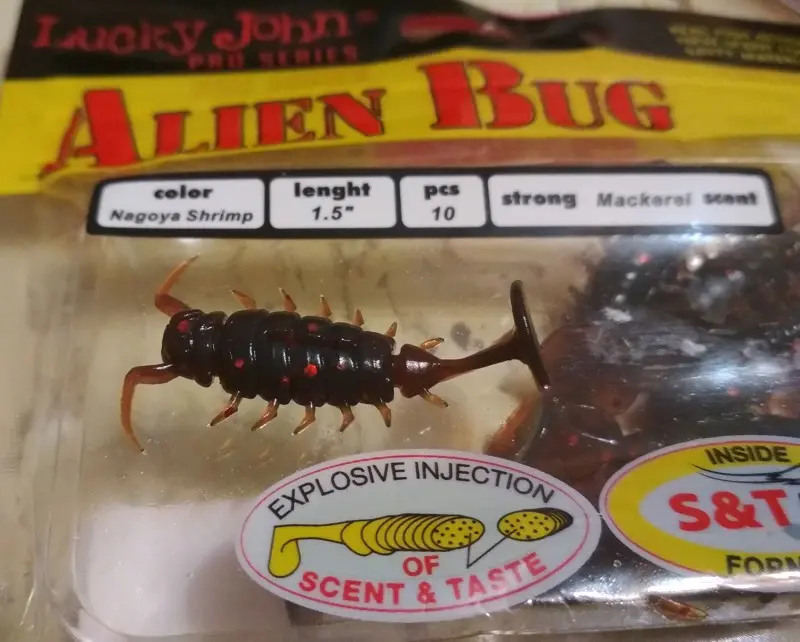 Lucky John
PRO SERIES
ALIEN BUG
color
Nagoya Shrimp
lenght
1.5"
pcs
10
strong Mackerel scent
EXPLOSIVE INJECTION
OF
SCENT & TASTE
INSIDE
S&T
FORM